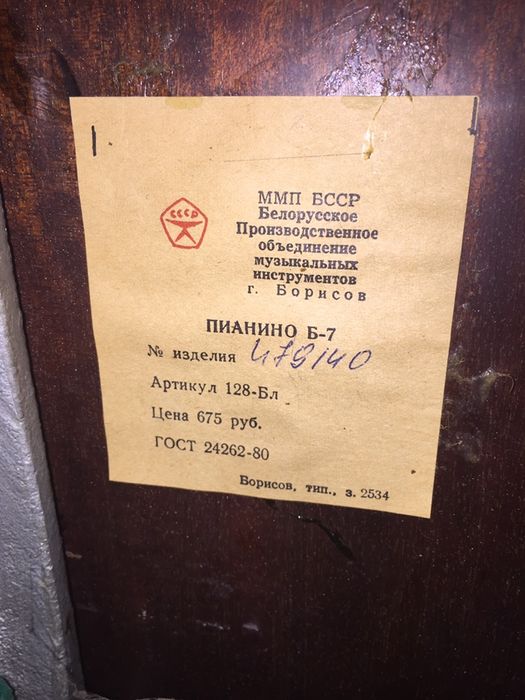 СССР
ММП БССР
Белорусское
Производственное
объединение
музыкальных
инструментов
г. Борисов
ПИАНИНО Б-7
№ изделия 479140
Артикул 128-Бл
Цена 675 руб.
ГОСТ 24262-80
Борисов, тип., з. 2534